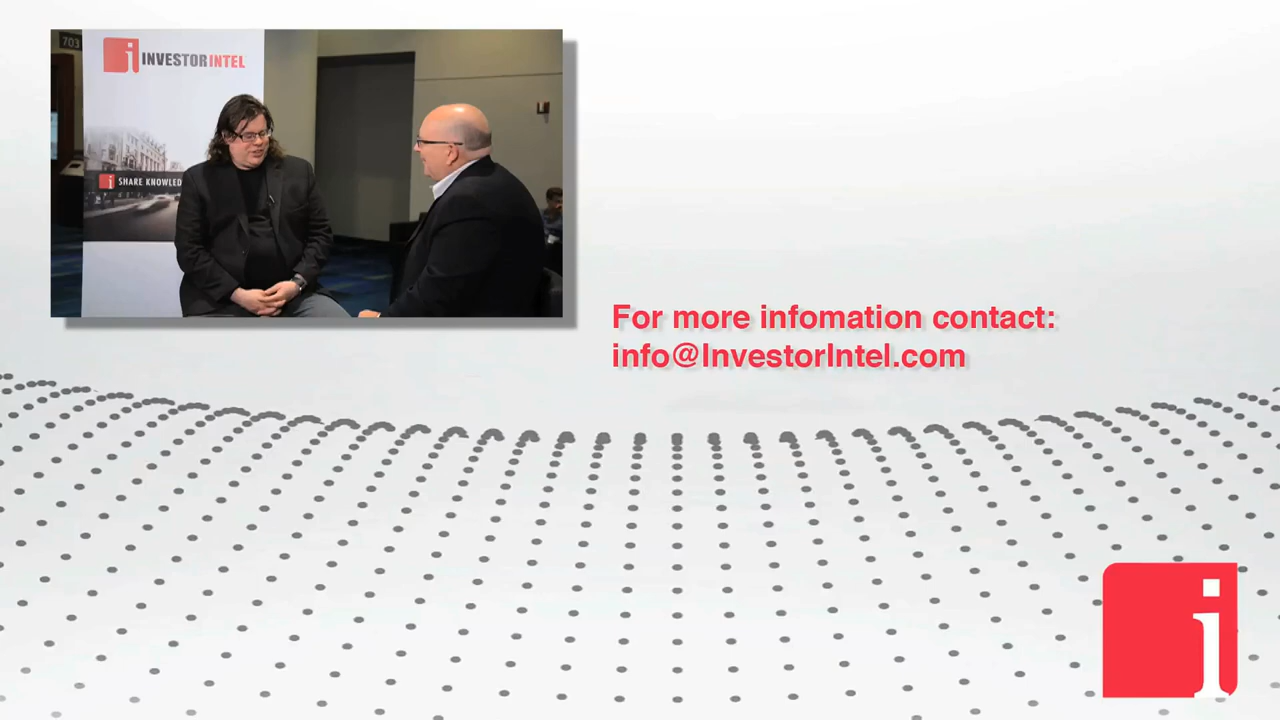 703
i INVESTORINTEL
i SHARE KNOWLED
For more infomation contact:
info@InvestorIntel.com
i